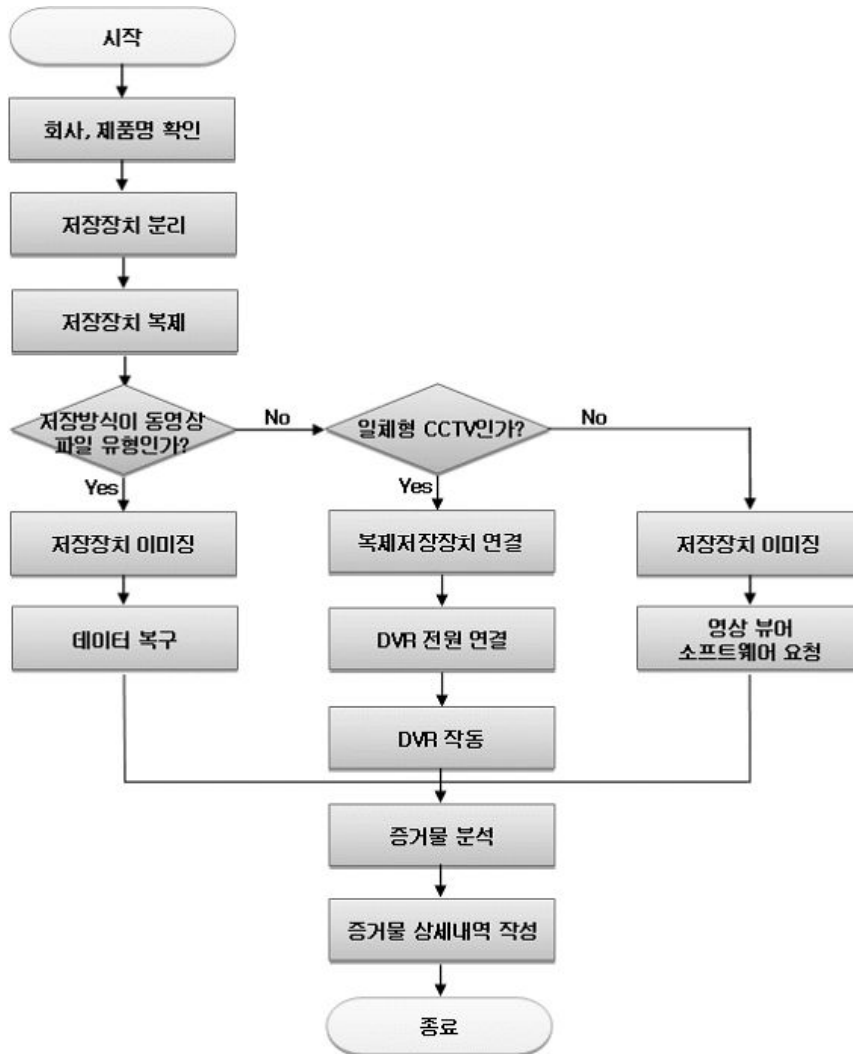 시작
회사, 제품명 확인
저장장치 분리
저장장치 복제
저장방식이 동영상
파일 유형인가?
No
일체형 CCTV인가?
No
Yes
Yes
저장장치 이미징
복제저장장치 연결
저장장치 이미징
데이터 복구
DVR 전원 연결
영상 뷰어
소프트웨어 요청
DVR 작동
증거물 분석
증거물 상세내역 작성
종료